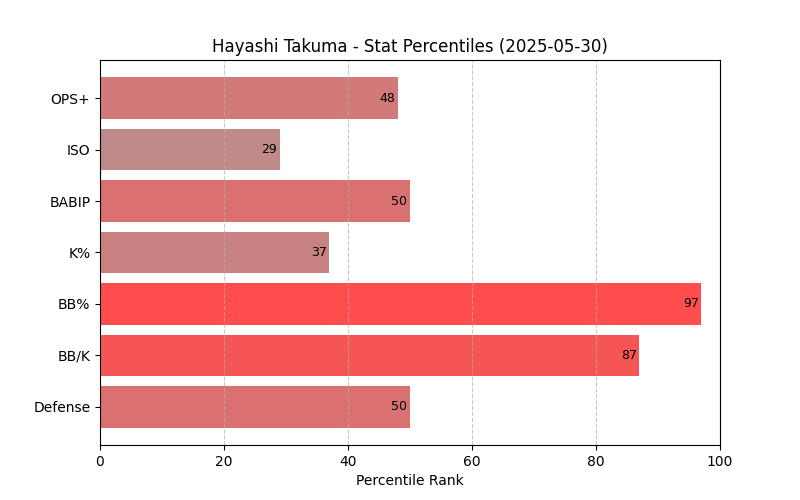 Hayashi Takuma - Stat Percentiles (2025-05-30)
OPS+ 48
ISO 29
BABIP 50
K% 37
BB% 97
BB/K 87
Defense 50
0 20 40 60 80 100
Percentile Rank